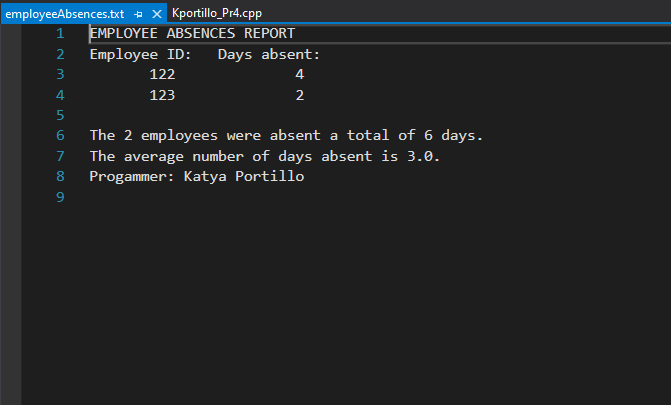 employeeAbsences.txt Kportillo_Pr4.cpp
1 EMPLOYEE ABSENCES REPORT
2 Employee ID: Days absent:
3 122 4
4 123 2
5
6 The 2 employees were absent a total of 6 days.
7 The average number of days absent is 3.0.
8 Progammer: Katya Portillo
9